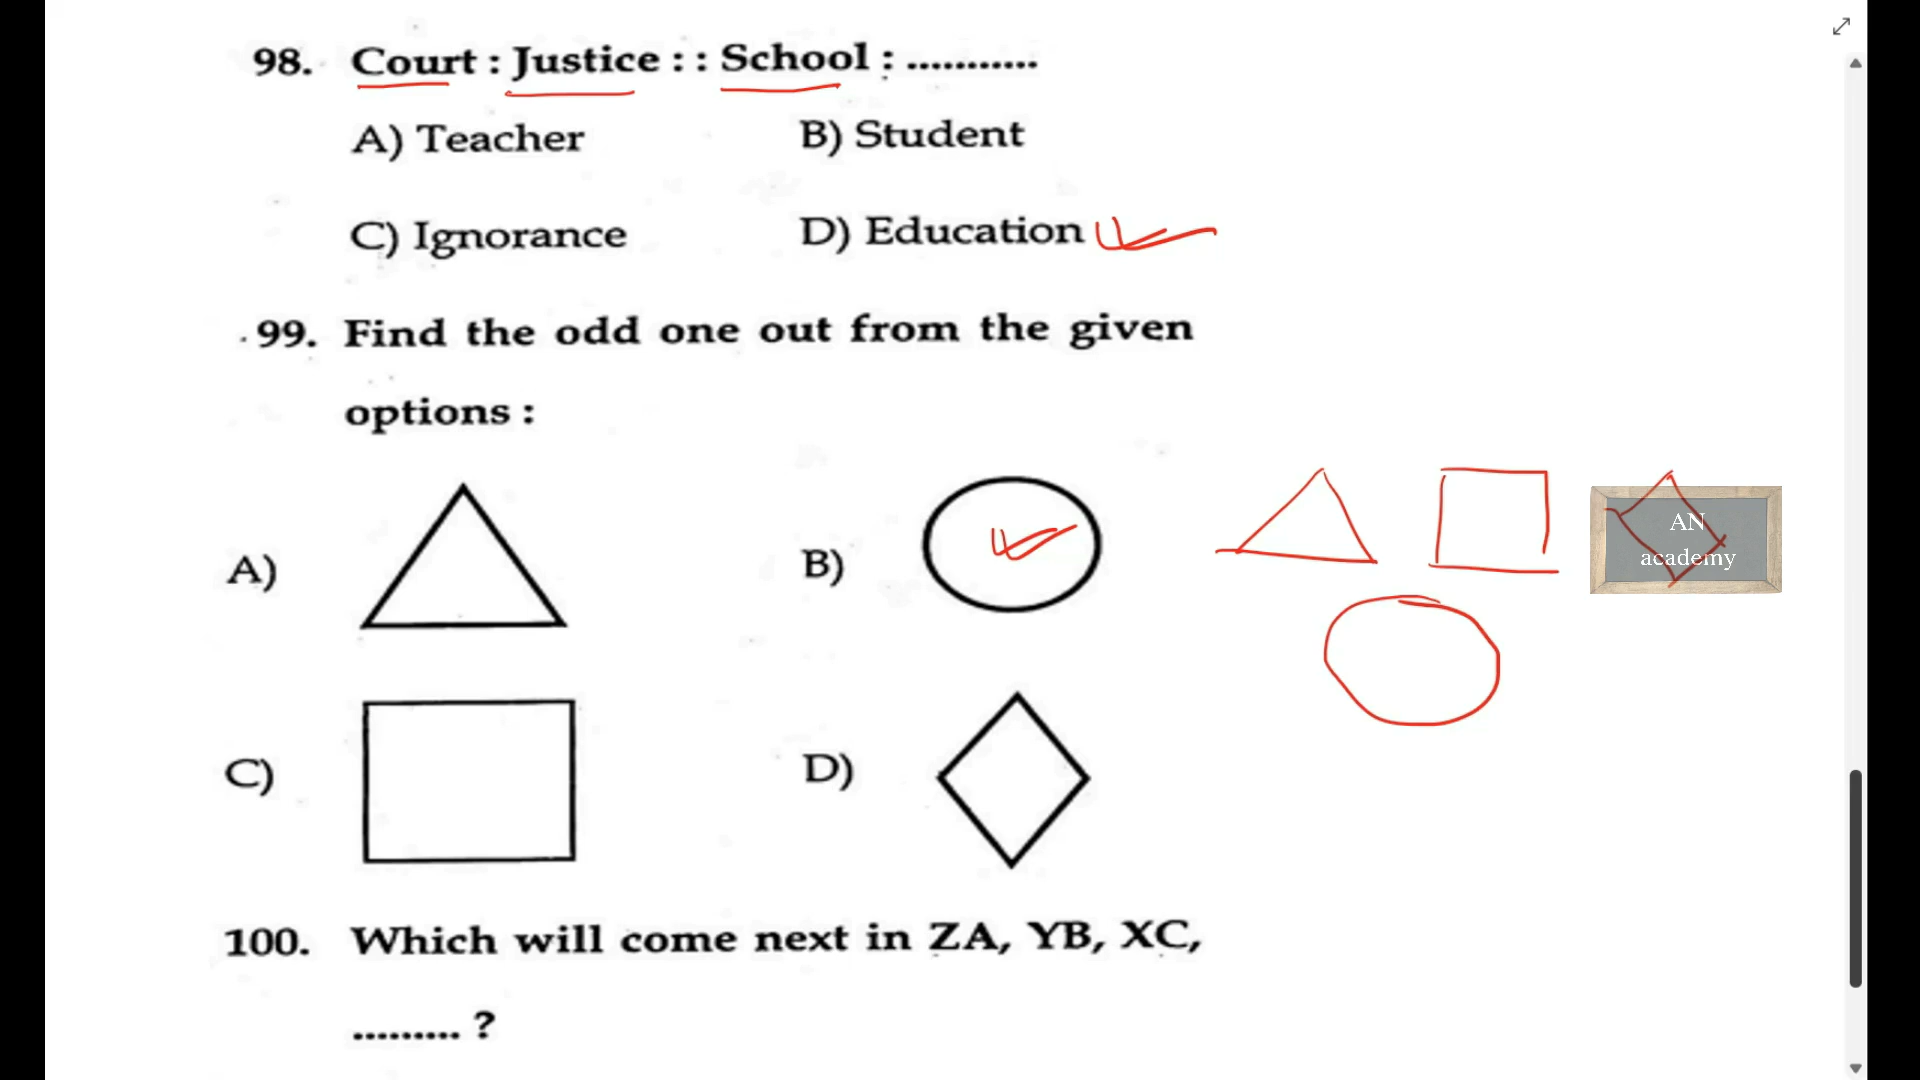 98. Court : Justice : : School : ...........
A) Teacher B) Student
C) Ignorance D) Education
99. Find the odd one out from the given
options :
A) B)
AN
academy
C) D)
100. Which will come next in ZA, YB, XC,
......... ?